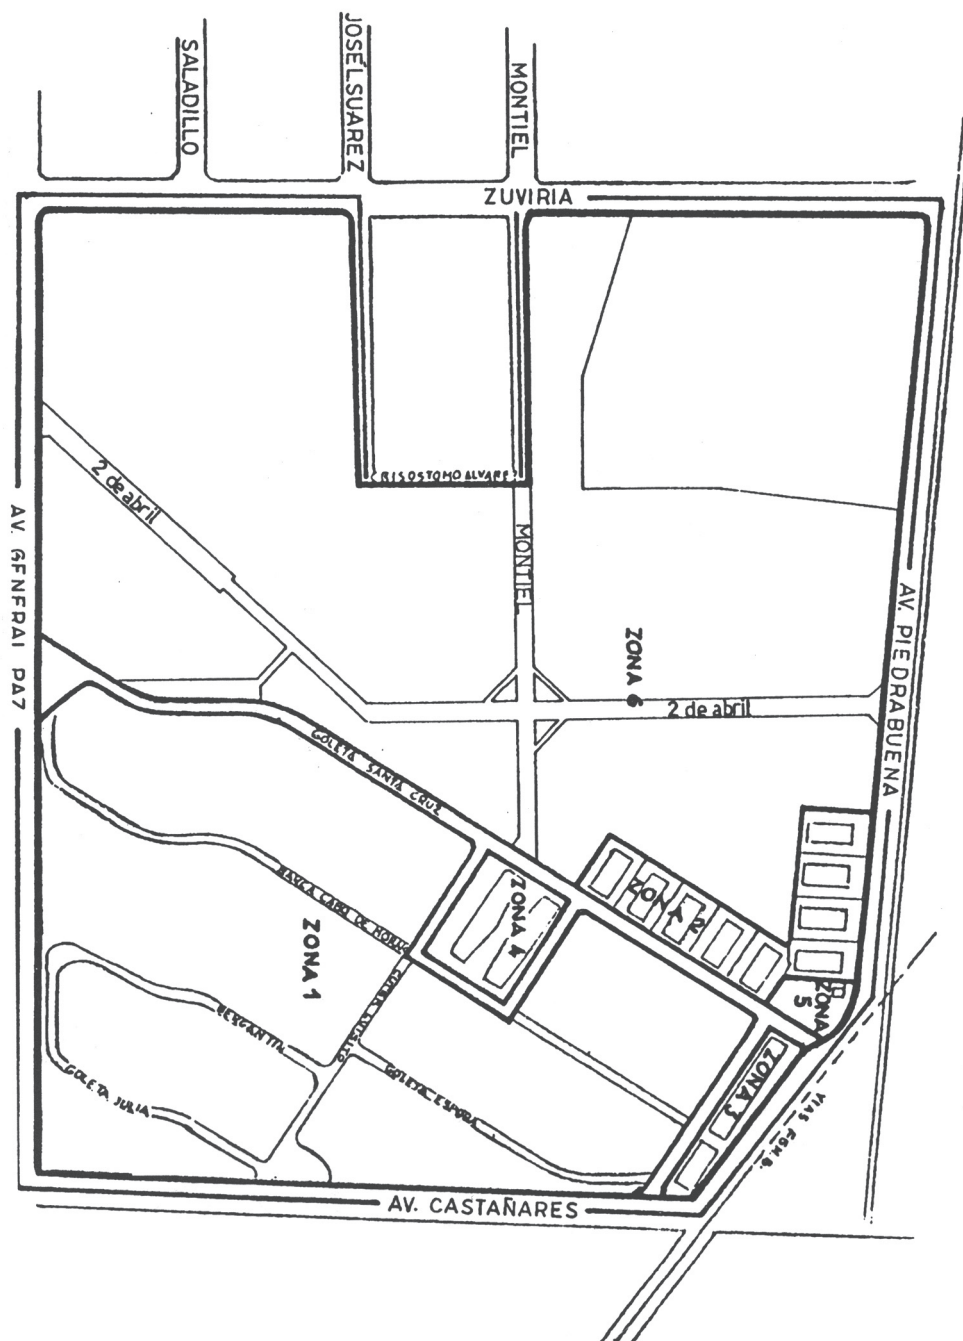 SALADILLO
JOSÉ L SUAREZ
MONTIEL
ZUVIRIA
CRISOSTOMO ALVAREZ
2 de abril
MONTIEL
AV. GENERAL PAZ
AV. PIEDRABUENA
ZONA 6
2 de abril
GOLETA SANTA CRUZ
ZONA 2
ZONA 4
ZONA 5
ZONA 1
BERGANTIN
GOLETA ESPORA
GOLETA JULIA
ZONA 3
VIAS F.G.M.B.
AV. CASTAÑARES